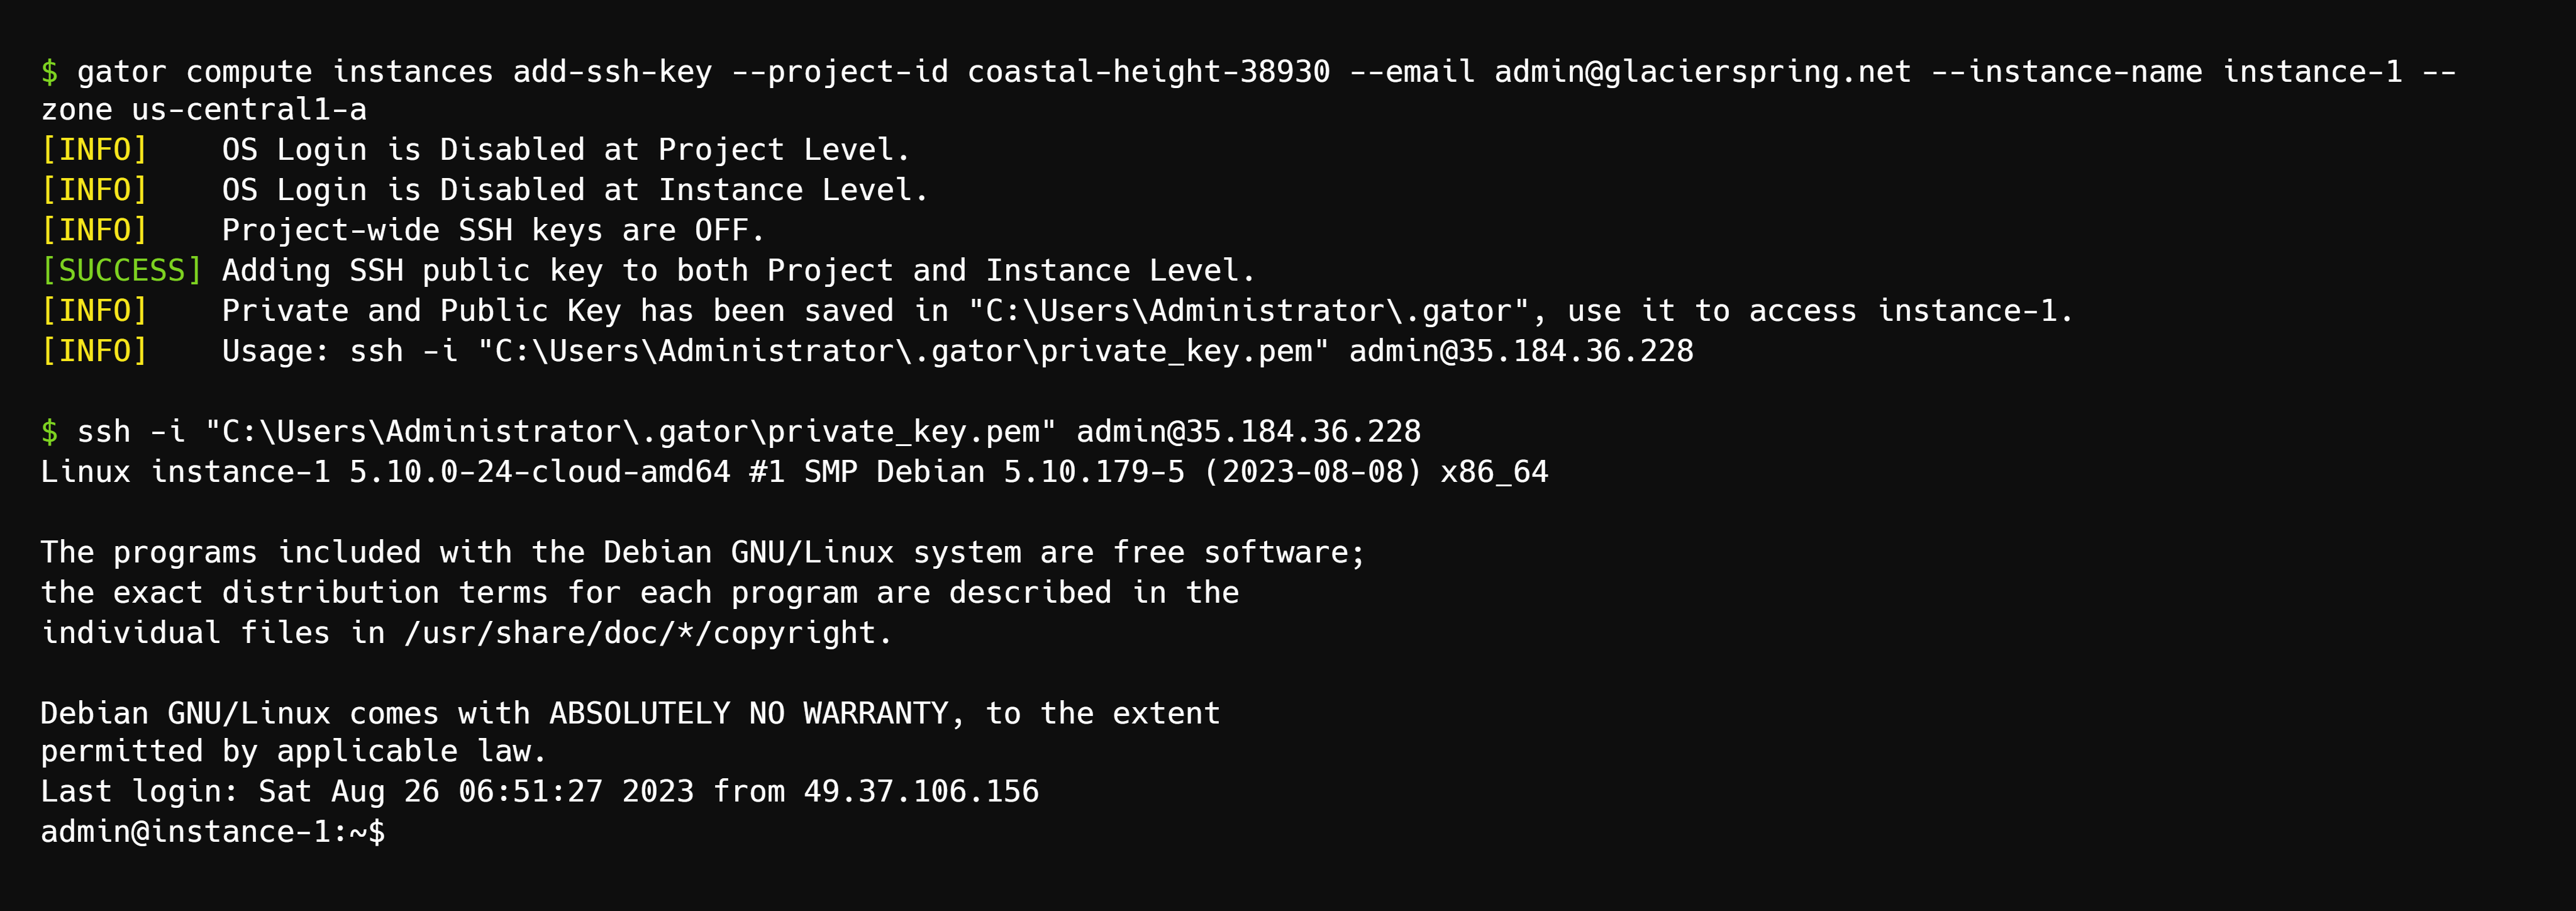 $ gator compute instances add-ssh-key --project-id coastal-height-38930 --email admin@glacierspring.net --instance-name instance-1 --
zone us-central1-a
[INFO]    OS Login is Disabled at Project Level.
[INFO]    OS Login is Disabled at Instance Level.
[INFO]    Project-wide SSH keys are OFF.
[SUCCESS] Adding SSH public key to both Project and Instance Level.
[INFO]    Private and Public Key has been saved in "C:\Users\Administrator\.gator", use it to access instance-1.
[INFO]    Usage: ssh -i "C:\Users\Administrator\.gator\private_key.pem" admin@35.184.36.228
$ ssh -i "C:\Users\Administrator\.gator\private_key.pem" admin@35.184.36.228
Linux instance-1 5.10.0-24-cloud-amd64 #1 SMP Debian 5.10.179-5 (2023-08-08) x86_64
The programs included with the Debian GNU/Linux system are free software;
the exact distribution terms for each program are described in the
individual files in /usr/share/doc/*/copyright.
Debian GNU/Linux comes with ABSOLUTELY NO WARRANTY, to the extent
permitted by applicable law.
Last login: Sat Aug 26 06:51:27 2023 from 49.37.106.156
admin@instance-1:~$